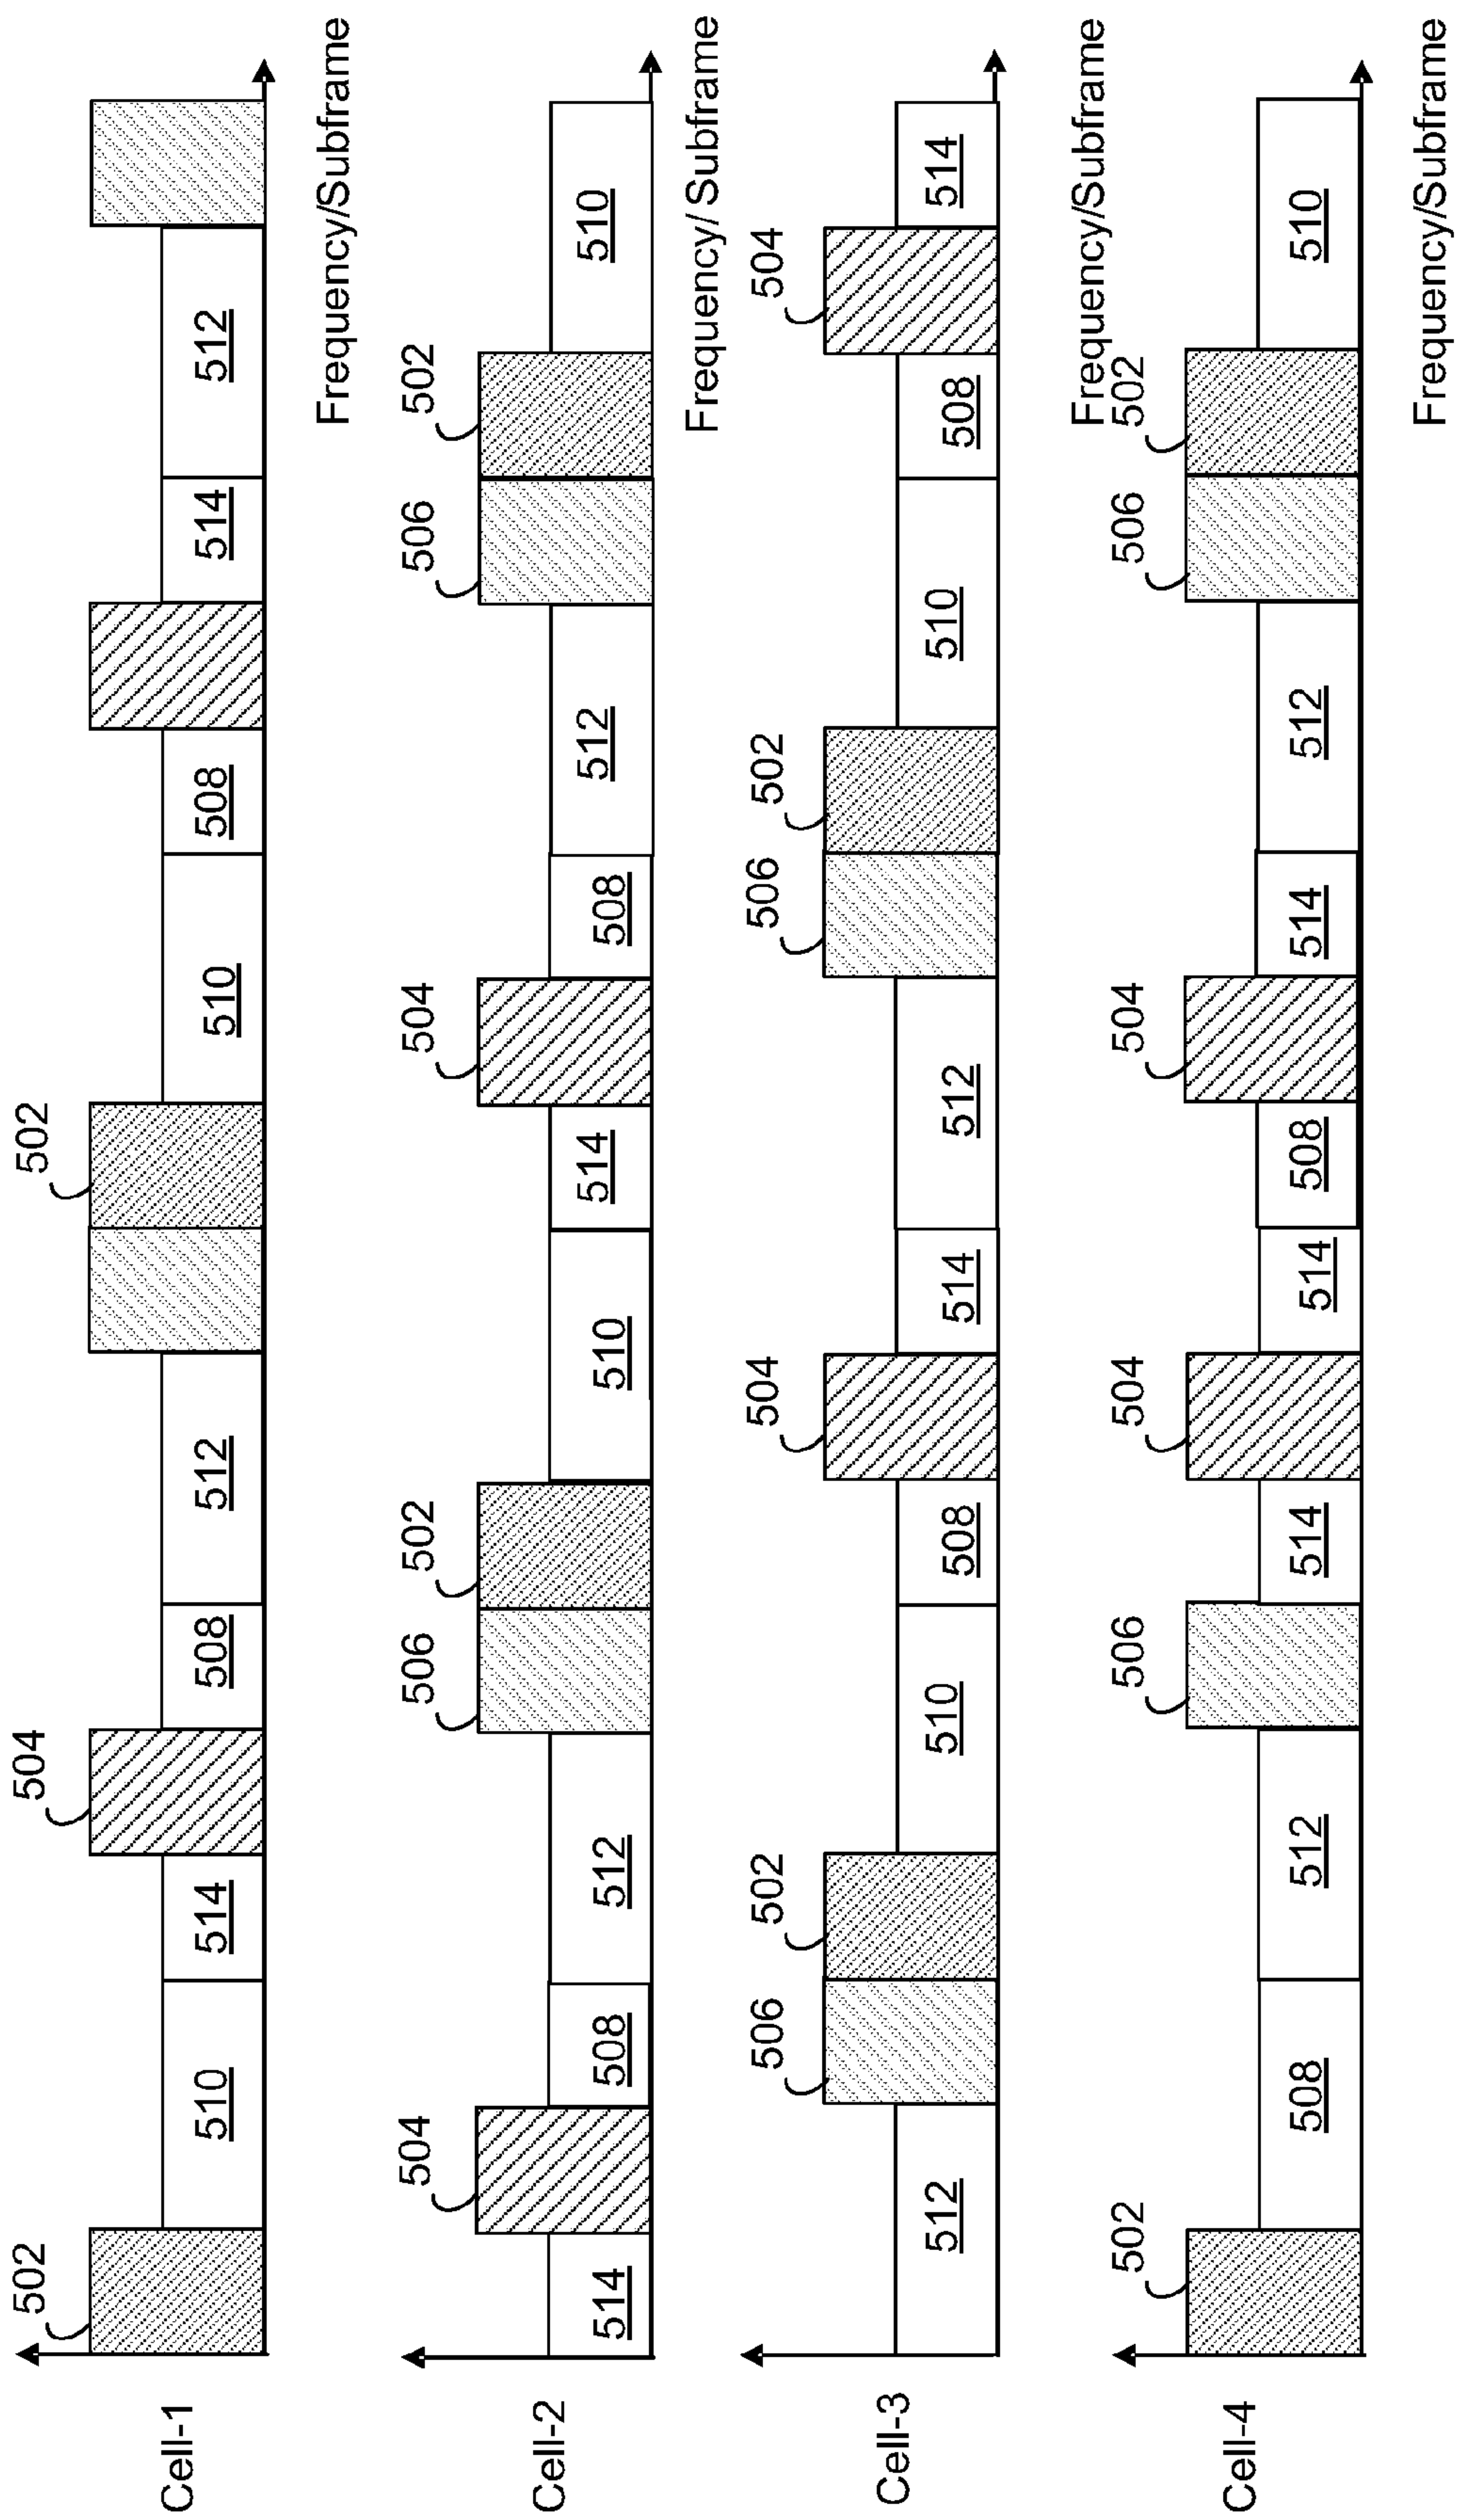 502 504 502
Cell-1 510 514 508 512 510 508 514 512
Frequency/Subframe
504 506 502 504 506 502
Cell-2 514 508 512 510 514 508 512 510
Frequency/ Subframe
506 502 504 506 502 504
Cell-3 512 510 508 514 512 510 508 514
Frequency/Subframe
502 506 504 504 506 502
Cell-4 508 512 514 514 508 514 512 510
Frequency/Subframe